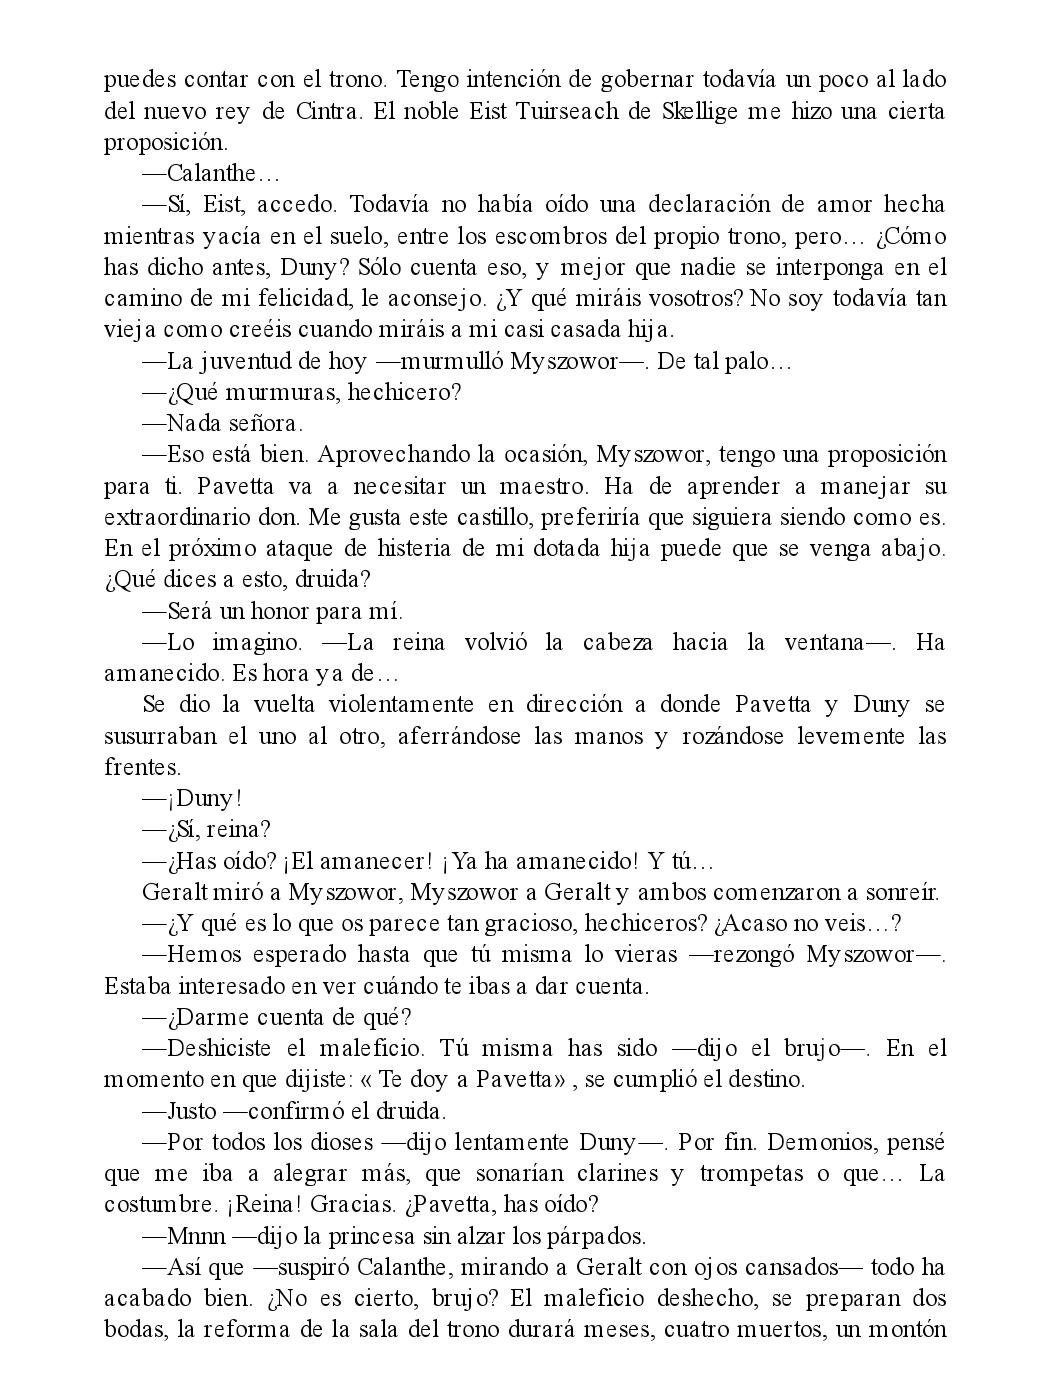 puedes contar con el trono. Tengo intención de gobernar todavía un poco al lado
del nuevo rey de Cintra. El noble Eist Tuirseach de Skellige me hizo una cierta
proposición.
—Calanthe…
—Sí, Eist, accedo. Todavía no había oído una declaración de amor hecha
mientras yacía en el suelo, entre los escombros del propio trono, pero… ¿Cómo
has dicho antes, Duny? Sólo cuenta eso, y mejor que nadie se interponga en el
camino de mi felicidad, le aconsejo. ¿Y qué miráis vosotros? No soy todavía tan
vieja como creéis cuando miráis a mi casi casada hija.
—La juventud de hoy —murmulló Myszowor—. De tal palo…
—¿Qué murmuras, hechicero?
—Nada señora.
—Eso está bien. Aprovechando la ocasión, Myszowor, tengo una proposición
para ti. Pavetta va a necesitar un maestro. Ha de aprender a manejar su
extraordinario don. Me gusta este castillo, preferiría que siguiera siendo como es.
En el próximo ataque de histeria de mi dotada hija puede que se venga abajo.
¿Qué dices a esto, druida?
—Será un honor para mí.
—Lo imagino. —La reina volvió la cabeza hacia la ventana—. Ha
amanecido. Es hora ya de…
Se dio la vuelta violentamente en dirección a donde Pavetta y Duny se
susurraban el uno al otro, aferrándose las manos y rozándose levemente las
frentes.
—¡Duny!
—¿Sí, reina?
—¿Has oído? ¡El amanecer! ¡Ya ha amanecido! Y tú…
Geralt miró a Myszowor, Myszowor a Geralt y ambos comenzaron a sonreír.
—¿Y qué es lo que os parece tan gracioso, hechiceros? ¿Acaso no veis…?
—Hemos esperado hasta que tú misma lo vieras —rezongó Myszowor—.
Estaba interesado en ver cuándo te ibas a dar cuenta.
—¿Darme cuenta de qué?
—Deshiciste el maleficio. Tú misma has sido —dijo el brujo—. En el
momento en que dijiste: « Te doy a Pavetta» , se cumplió el destino.
—Justo —confirmó el druida.
—Por todos los dioses —dijo lentamente Duny—. Por fin. Demonios, pensé
que me iba a alegrar más, que sonarían clarines y trompetas o que… La
costumbre. ¡Reina! Gracias. ¿Pavetta, has oído?
—Mnnn —dijo la princesa sin alzar los párpados.
—Así que —suspiró Calanthe, mirando a Geralt con ojos cansados— todo ha
acabado bien. ¿No es cierto, brujo? El maleficio deshecho, se preparan dos
bodas, la reforma de la sala del trono durará meses, cuatro muertos, un montón